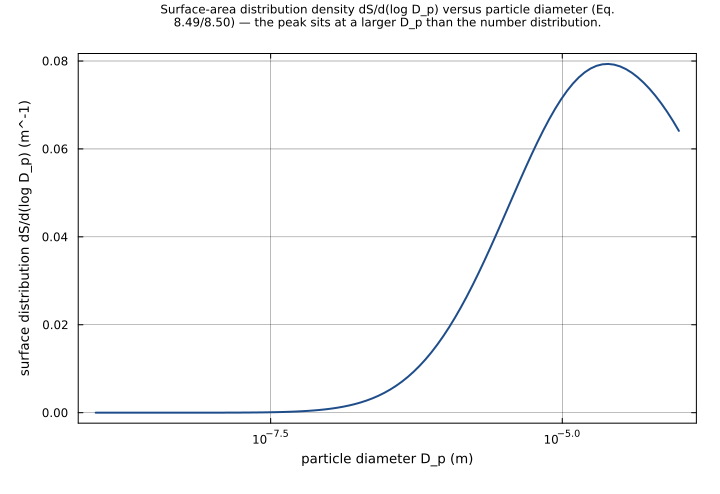 Surface-area distribution density dS/d(log D_p) versus particle diameter (Eq.
8.49/8.50) — the peak sits at a larger D_p than the number distribution.
surface distribution dS/d(log D_p) (m^-1)
0.08
0.06
0.04
0.02
0.00
10^-7.5
10^-5.0
particle diameter D_p (m)